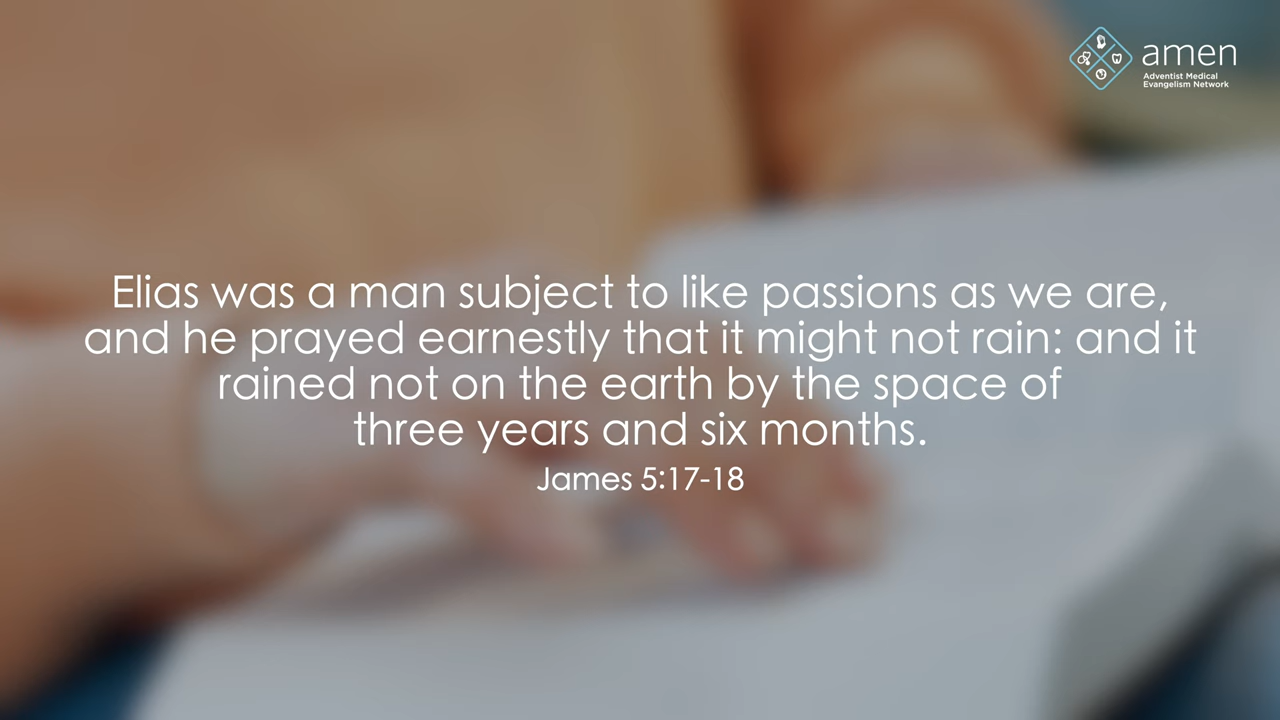 amen
Adventist Medical
Evangelism Network
Elias was a man subject to like passions as we are,
and he prayed earnestly that it might not rain: and it
rained not on the earth by the space of
three years and six months.
James 5:17-18